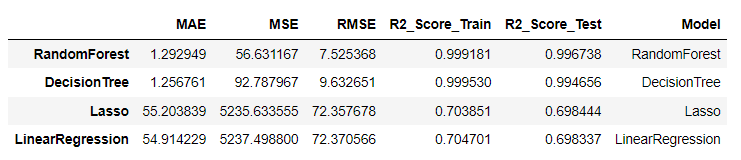 MAE MSE RMSE R2_Score_Train R2_Score_Test Model
RandomForest 1.292949 56.631167 7.525368 0.999181 0.996738 RandomForest
DecisionTree 1.256761 92.787967 9.632651 0.999530 0.994656 DecisionTree
Lasso 55.203839 5235.633555 72.357678 0.703851 0.698444 Lasso
LinearRegression 54.914229 5237.498800 72.370566 0.704701 0.698337 LinearRegression